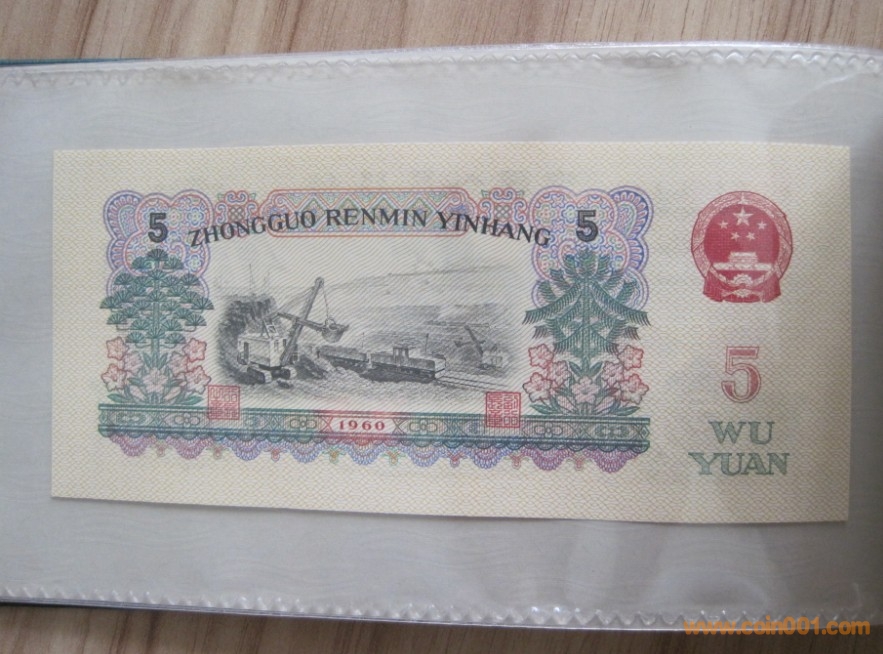 5 ZHONGGUO RENMIN YINHANG 5
1960
5
WU
YUAN
www.coin001.com